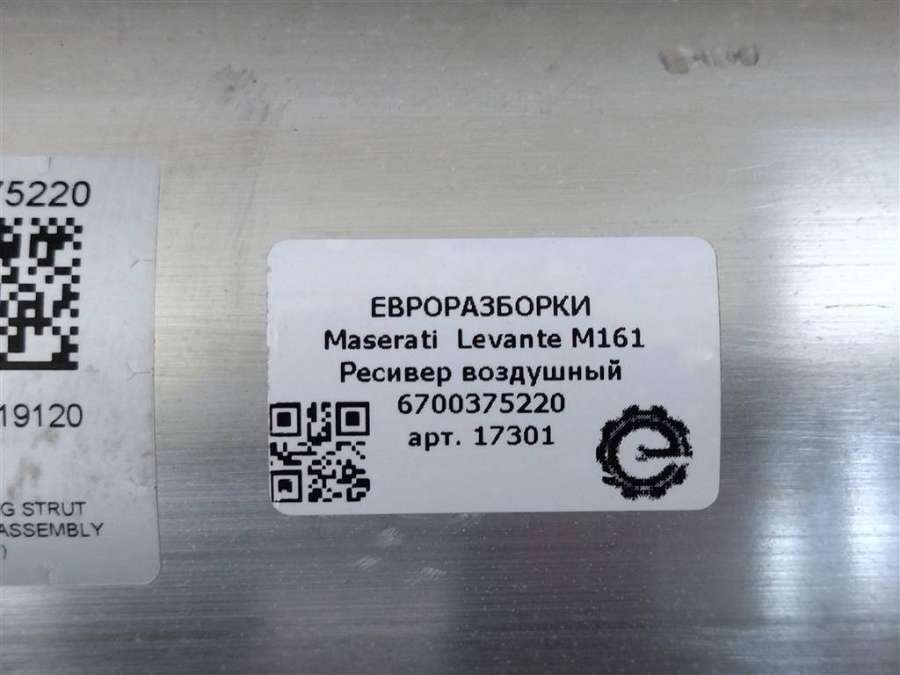 75220
19120
G STRUT
ASSEMBLY
)
ЕВРОРАЗБОРКИ
Maserati Levante M161
Ресивер воздушный
6700375220
арт. 17301